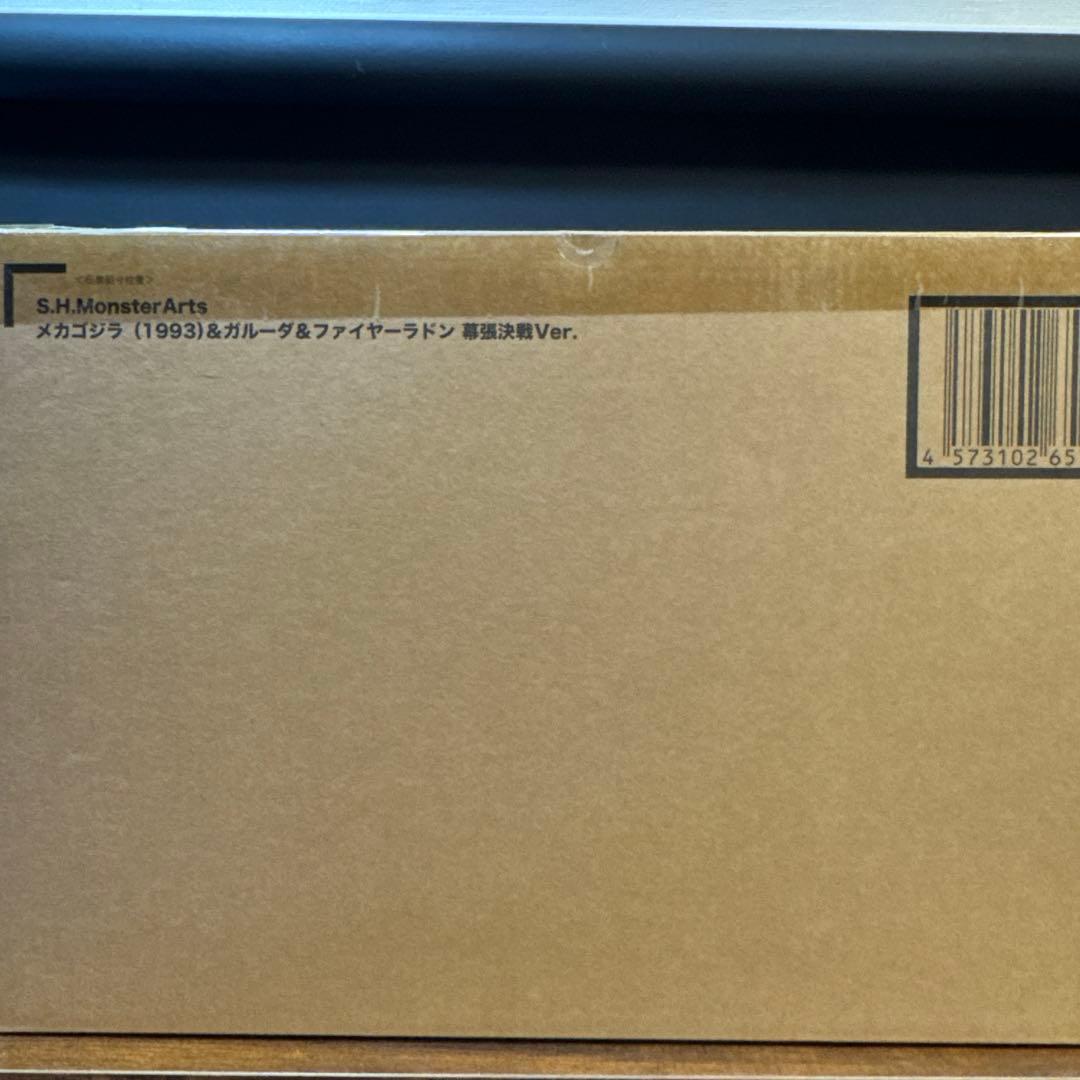 S.H.MonsterArts
メカゴジラ（1993)&ガルーダ&ファイヤーラドン 幕張決戦Ver.
4 573102 65